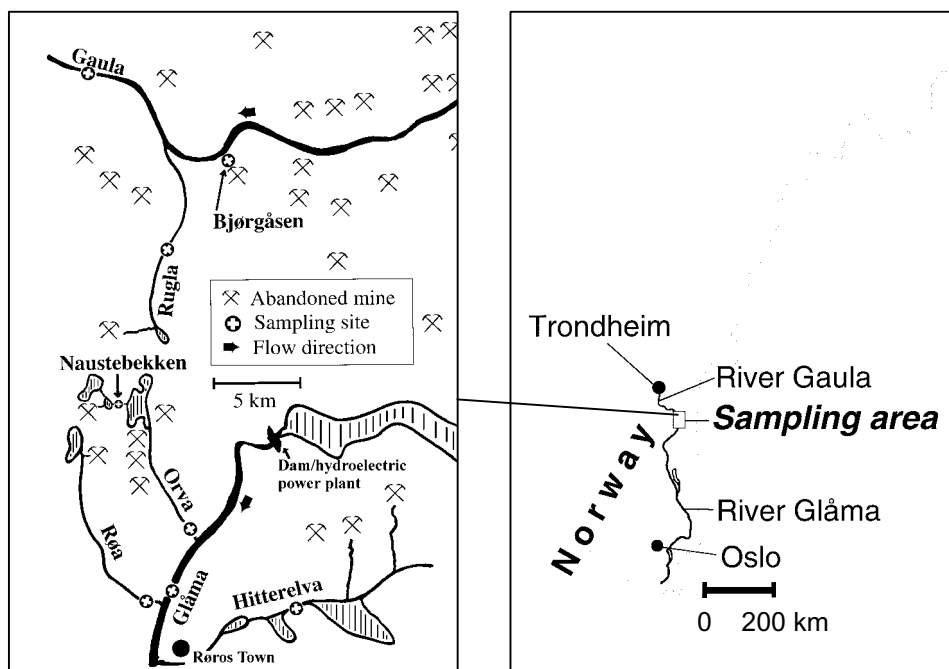 Gaula
Bjørgåsen
Rugla
Abandoned mine
Sampling site
Flow direction
Naustebekken
5 km
Dam/hydroelectric
power plant
Orva
Røa
Glåma
Hitterelva
Røros Town
Trondheim
River Gaula
Sampling area
Norway
River Glåma
Oslo
0 200 km